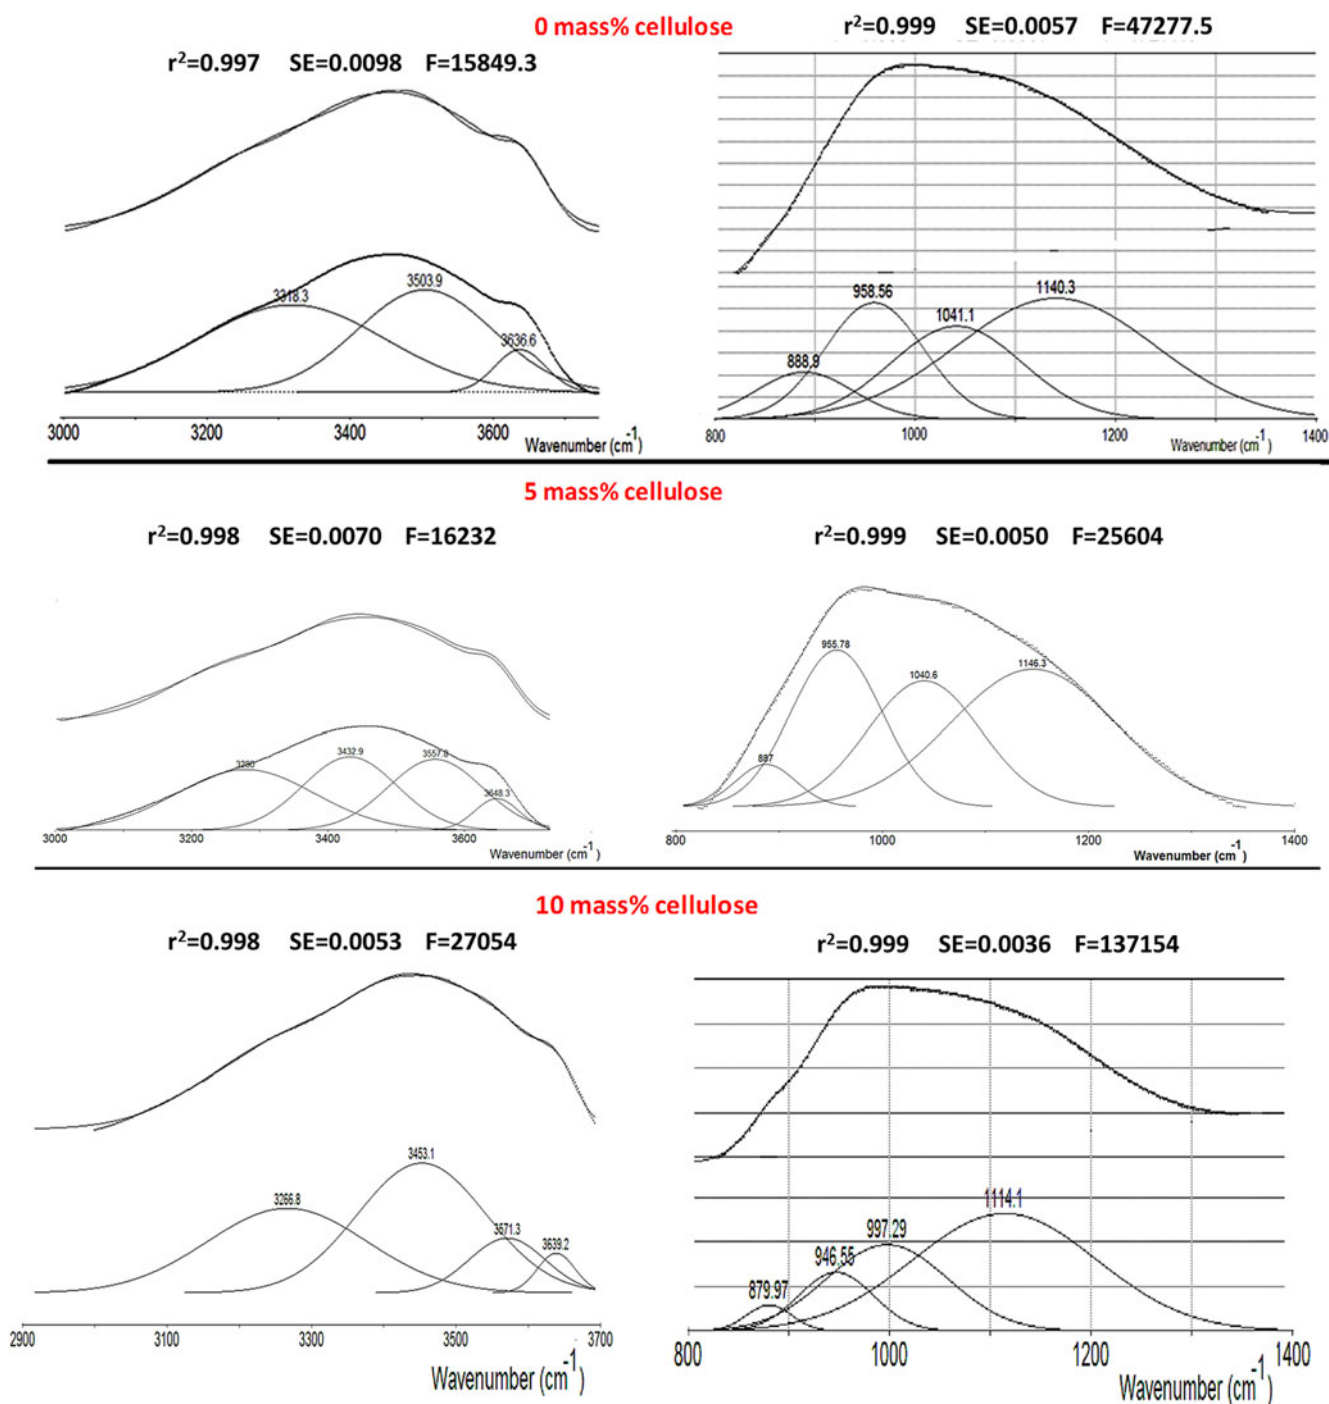 0 mass% cellulose
r²=0.997 SE=0.0098 F=15849.3
r²=0.999 SE=0.0057 F=47277.5
3318.3
3503.9
3636.6
3000 3200 3400 3600
Wavenumber (cm⁻¹)
888.9
958.56
1041.1
1140.3
800 1000 1200 1400
Wavenumber (cm⁻¹)
5 mass% cellulose
r²=0.998 SE=0.0070 F=16232
r²=0.999 SE=0.0050 F=25604
3280
3432.9
3557.8
3648.3
3000 3200 3400 3600
Wavenumber (cm⁻¹)
887
955.78
1040.6
1146.3
800 1000 1200 1400
Wavenumber (cm⁻¹)
10 mass% cellulose
r²=0.998 SE=0.0053 F=27054
r²=0.999 SE=0.0036 F=137154
3266.8
3453.1
3571.3
3639.2
2900 3100 3300 3500 3700
Wavenumber (cm⁻¹)
879.97
946.55
997.29
1114.1
800 1000 1200 1400
Wavenumber (cm⁻¹)